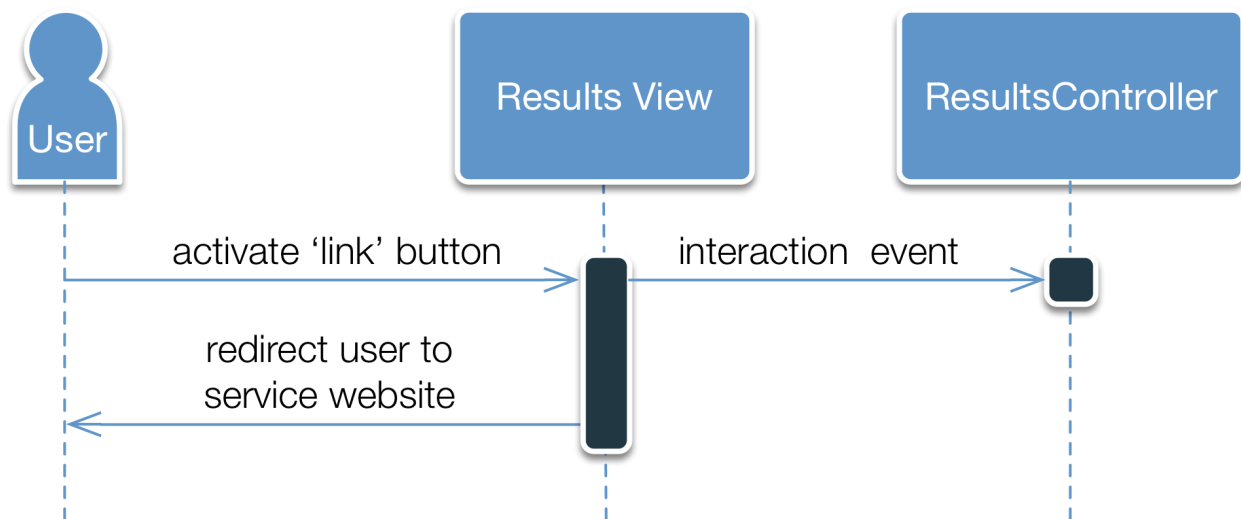 User
Results View
ResultsController
activate ‘link’ button
interaction event
redirect user to
service website